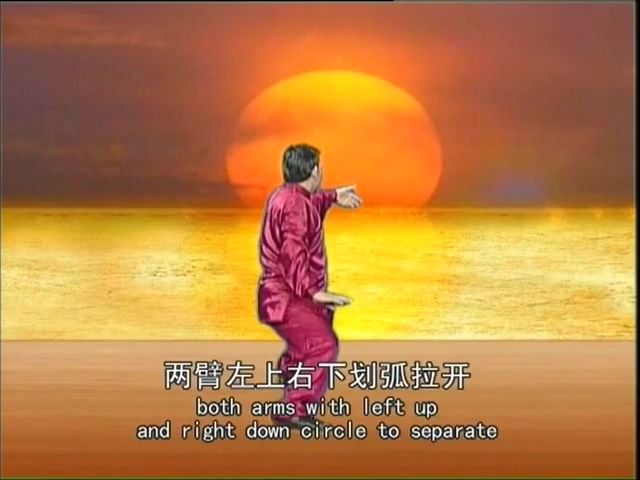 两臂左上右下划弧拉开
both arms with left up
and right down circle to separate